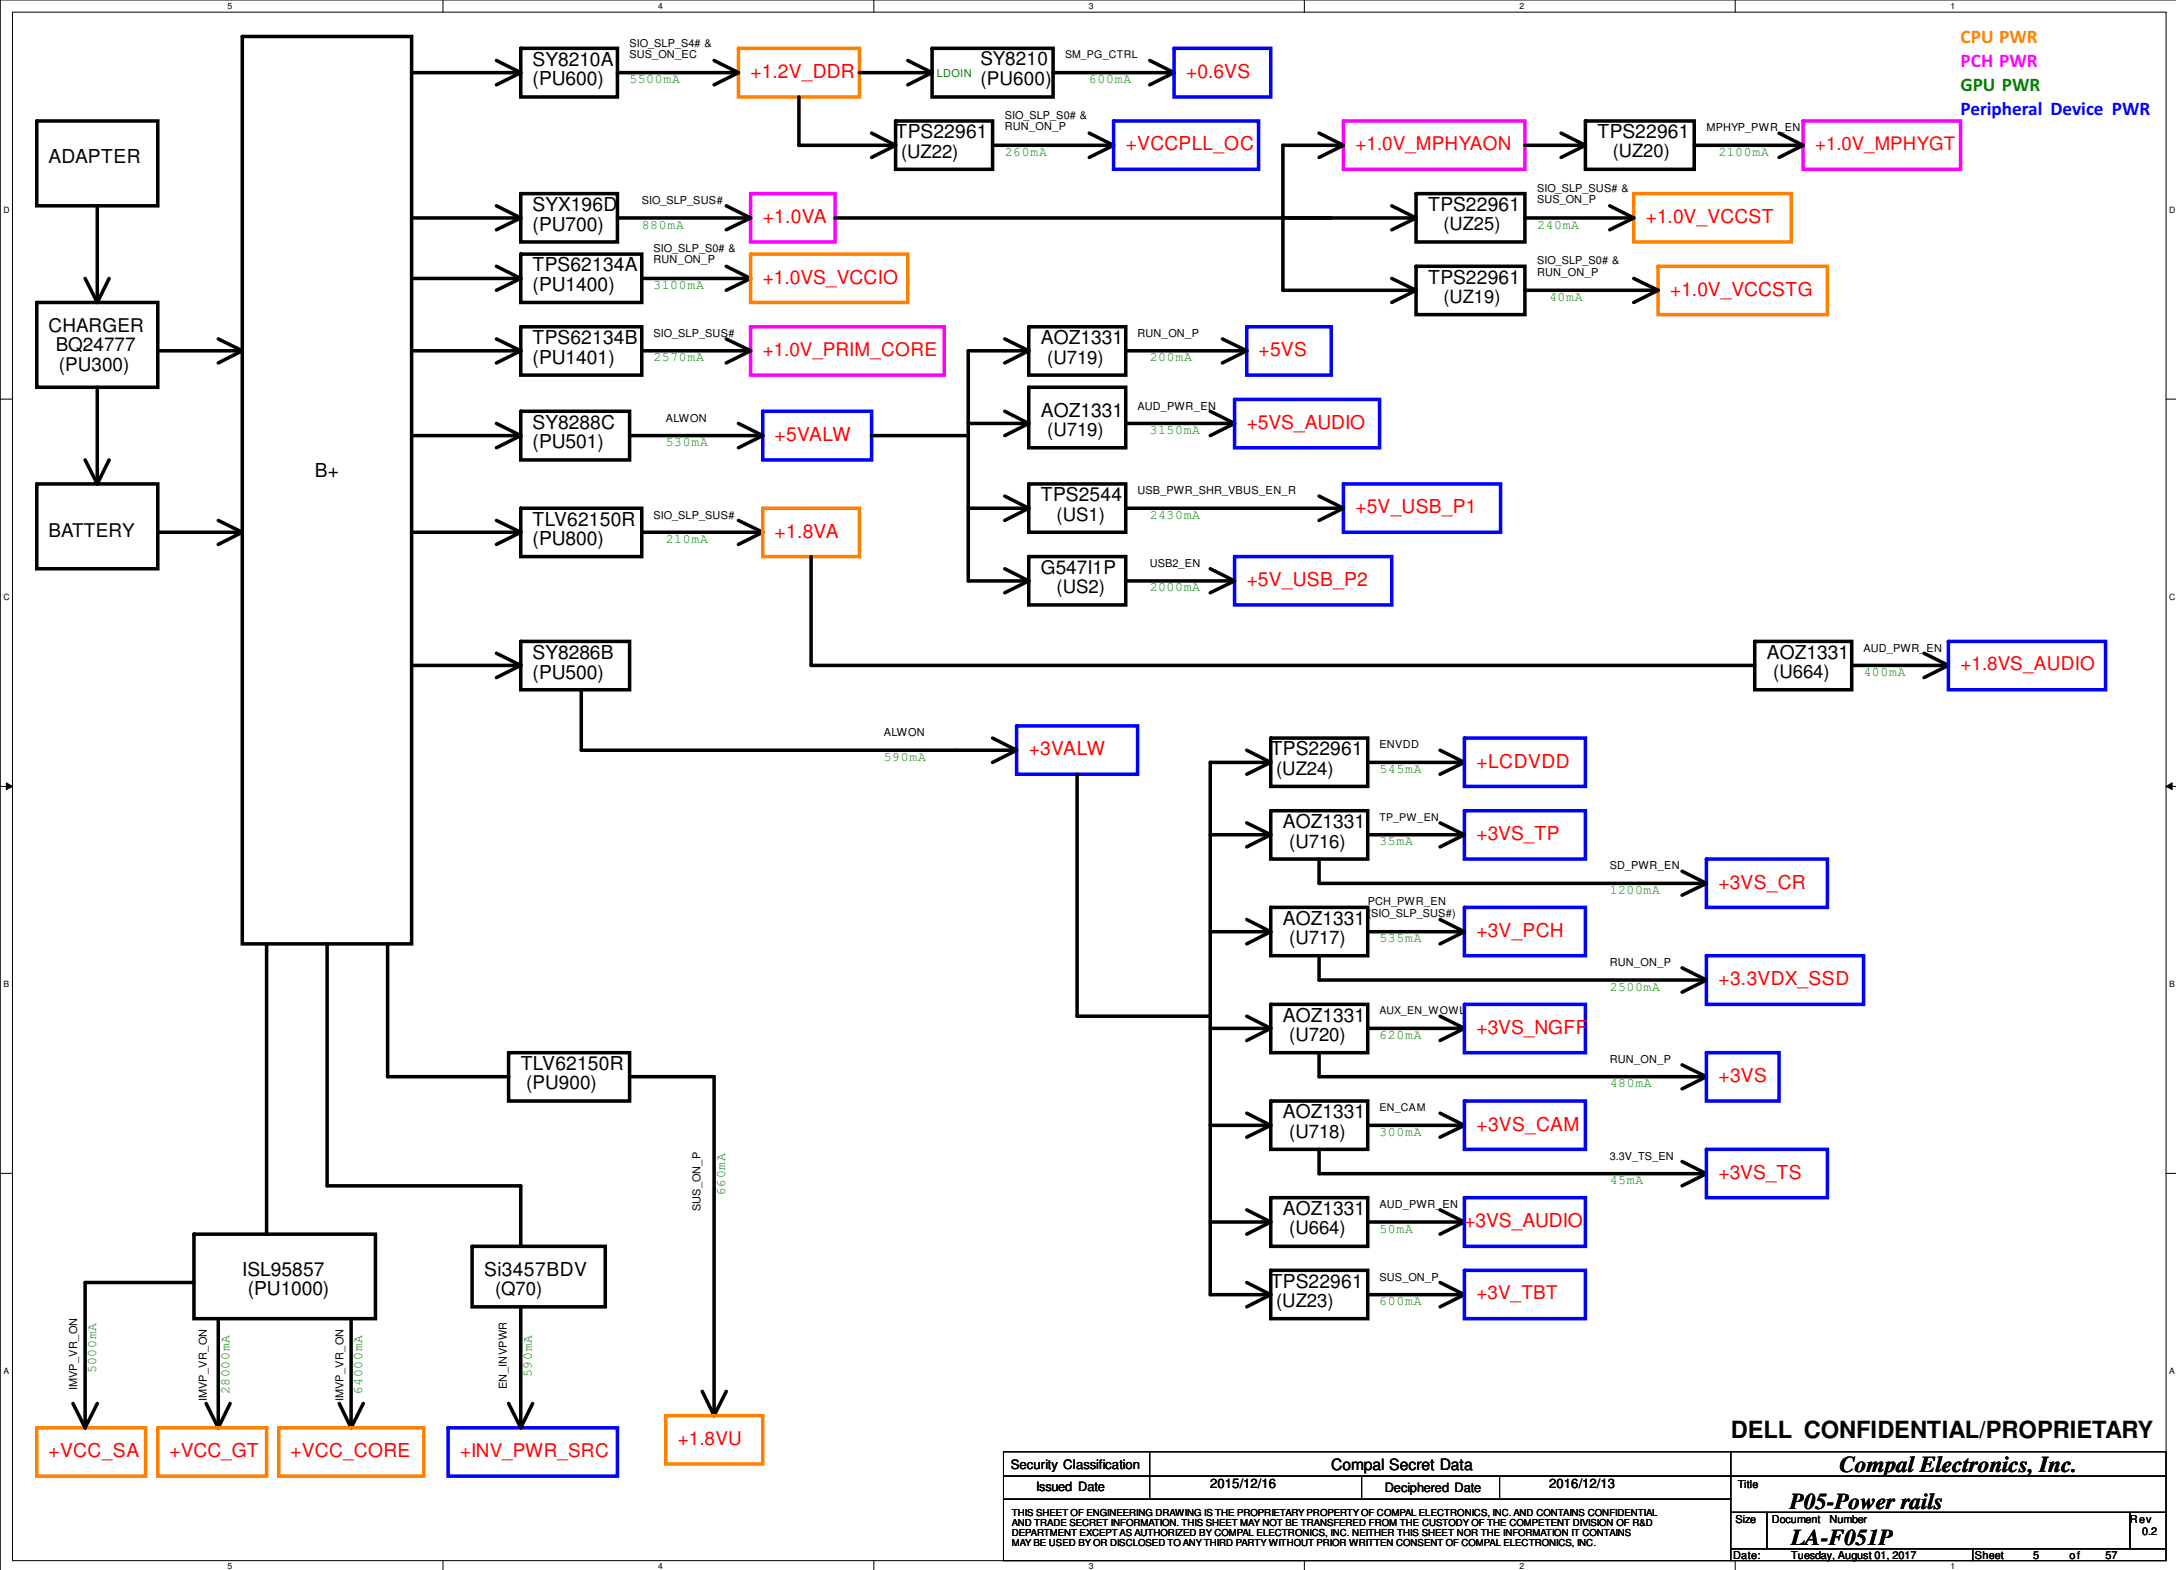 5
4
3
2
1
CPU PWR
PCH PWR
GPU PWR
Peripheral Device PWR
ADAPTER
CHARGER
BQ24777
(PU300)
BATTERY
B+
SY8210A
(PU600)
SIO_SLP_S4# &
SUS_ON_EC
5500mA
+1.2V_DDR
LDOIN
SY8210
(PU600)
SM_PG_CTRL
600mA
+0.6VS
TPS22961
(UZ22)
SIO_SLP_S0# &
RUN_ON_P
260mA
+VCCPLL_OC
+1.0V_MPHYAON
TPS22961
(UZ20)
MPHYP_PWR_EN
2100mA
+1.0V_MPHYGT
SYX196D
(PU700)
SIO_SLP_SUS#
880mA
+1.0VA
TPS22961
(UZ25)
SIO_SLP_SUS# &
SUS_ON_P
240mA
+1.0V_VCCST
TPS62134A
(PU1400)
SIO_SLP_S0# &
RUN_ON_P
3100mA
+1.0VS_VCCIO
TPS22961
(UZ19)
SIO_SLP_S0# &
RUN_ON_P
40mA
+1.0V_VCCSTG
TPS62134B
(PU1401)
SIO_SLP_SUS#
2570mA
+1.0V_PRIM_CORE
AOZ1331
(U719)
RUN_ON_P
200mA
+5VS
SY8288C
(PU501)
ALWON
530mA
+5VALW
AOZ1331
(U719)
AUD_PWR_EN
3150mA
+5VS_AUDIO
TPS2544
(US1)
USB_PWR_SHR_VBUS_EN_R
2430mA
+5V_USB_P1
TLV62150R
(PU800)
SIO_SLP_SUS#
210mA
+1.8VA
G547I1P
(US2)
USB2_EN
2000mA
+5V_USB_P2
SY8286B
(PU500)
AOZ1331
(U664)
AUD_PWR_EN
400mA
+1.8VS_AUDIO
ALWON
590mA
+3VALW
TPS22961
(UZ24)
ENVDD
545mA
+LCDVDD
AOZ1331
(U716)
TP_PW_EN
35mA
+3VS_TP
SD_PWR_EN
1200mA
+3VS_CR
AOZ1331
(U717)
PCH_PWR_EN
(SIO_SLP_SUS#)
535mA
+3V_PCH
RUN_ON_P
2500mA
+3.3VDX_SSD
AOZ1331
(U720)
AUX_EN_WOWL
620mA
+3VS_NGFF
RUN_ON_P
480mA
+3VS
AOZ1331
(U718)
EN_CAM
300mA
+3VS_CAM
3.3V_TS_EN
45mA
+3VS_TS
AOZ1331
(U664)
AUD_PWR_EN
50mA
+3VS_AUDIO
TPS22961
(UZ23)
SUS_ON_P
600mA
+3V_TBT
TLV62150R
(PU900)
SUS_ON_P
660mA
+1.8VU
ISL95857
(PU1000)
Si3457BDV
(Q70)
IMVP_VR_ON
5000mA
IMVP_VR_ON
28000mA
IMVP_VR_ON
64000mA
EN_INVPWR
590mA
+VCC_SA
+VCC_GT
+VCC_CORE
+INV_PWR_SRC
D
C
B
A
D
C
B
A
DELL CONFIDENTIAL/PROPRIETARY
Security Classification
Compal Secret Data
Issued Date
2015/12/16
Deciphered Date
2016/12/13
THIS SHEET OF ENGINEERING DRAWING IS THE PROPRIETARY PROPERTY OF COMPAL ELECTRONICS, INC. AND CONTAINS CONFIDENTIAL
AND TRADE SECRET INFORMATION. THIS SHEET MAY NOT BE TRANSFERED FROM THE CUSTODY OF THE COMPETENT DIVISION OF R&D
DEPARTMENT EXCEPT AS AUTHORIZED BY COMPAL ELECTRONICS, INC. NEITHER THIS SHEET NOR THE INFORMATION IT CONTAINS
MAY BE USED BY OR DISCLOSED TO ANY THIRD PARTY WITHOUT PRIOR WRITTEN CONSENT OF COMPAL ELECTRONICS, INC.
Compal Electronics, Inc.
Title
P05-Power rails
Size
Document Number
Rev
LA-F051P
0.2
Date:
Tuesday, August 01, 2017
Sheet
5 of 57
5
4
3
2
1